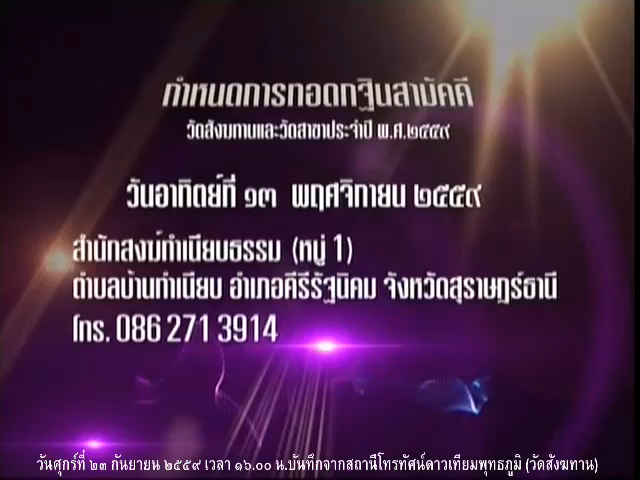 กำหนดการทอดกฐินสามัคคี
วัดสังฆทานและวัดสาขาประจำปี พ.ศ.๒๕๕๙
วันอาทิตย์ที่ ๑๓ พฤศจิกายน ๒๕๕๙
สำนักสงฆ์ทำเนียบธรรม (หมู่ 1)
ตำบลบ้านทำเนียบ อำเภอคีรีรัฐนิคม จังหวัดสุราษฎร์ธานี
โทร. 086 271 3914
วันศุกร์ที่ ๒๓ กันยายน ๒๕๕๙ เวลา ๑๖.๐๐ น.บันทึกจากสถานีโทรทัศน์ดาวเทียมพุทธภูมิ (วัดสังฆทาน)